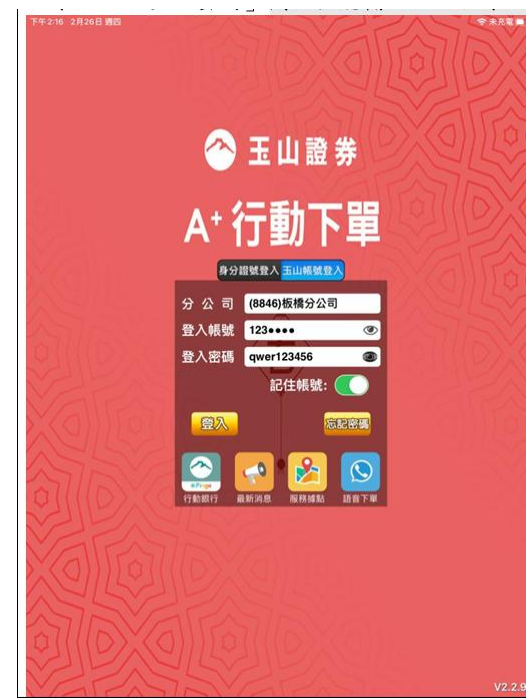 下午2:16 2月26日 週四 未充電
玉山證券
A+ 行動下單
身分證號登入 玉山帳號登入
分公司 (8846)板橋分公司
登入帳號 123●●●●
登入密碼 qwer123456
記住帳號:
登入 忘記密碼
行動銀行 最新消息 服務據點 語音下單
V2.2.9